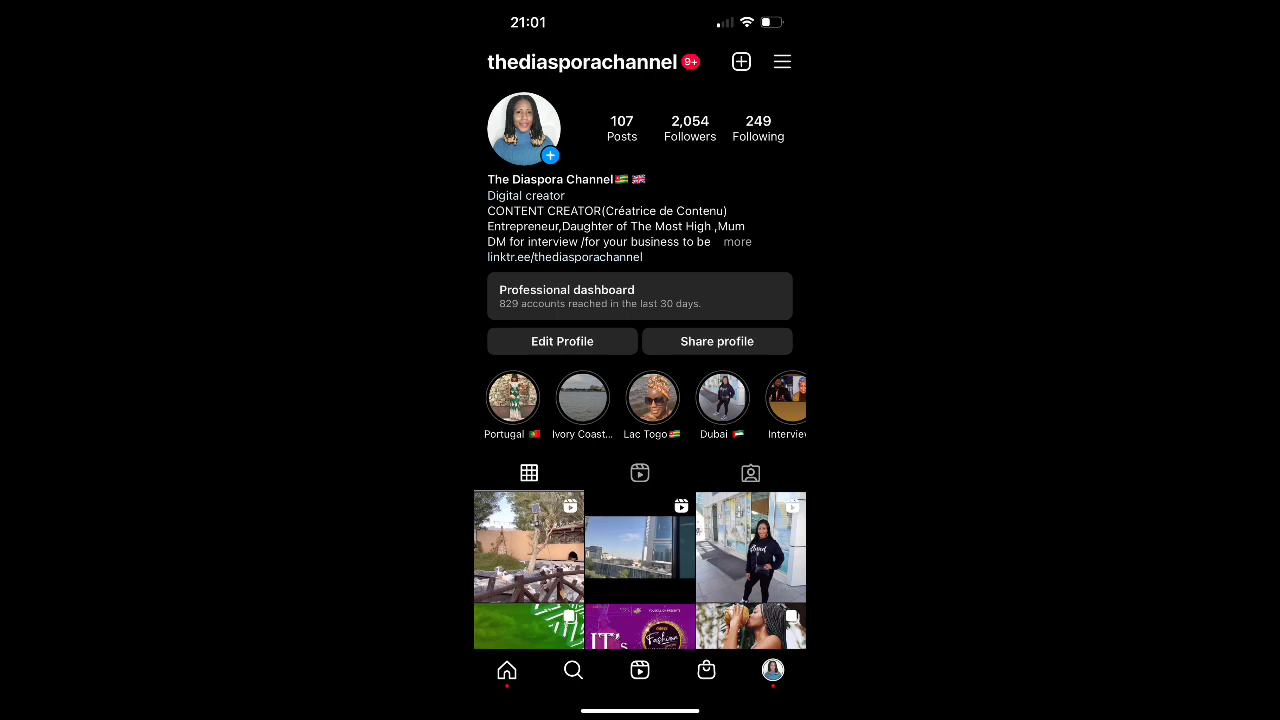 21:01
thediasporachannel 9+
107 2,054 249
Posts Followers Following
The Diaspora Channel🇹🇬 🇬🇧
Digital creator
CONTENT CREATOR(Créatrice de Contenu)
Entrepreneur,Daughter of The Most High ,Mum
DM for interview /for your business to be more
linktr.ee/thediasporachannel
Professional dashboard
829 accounts reached in the last 30 days.
Edit Profile Share profile
Portugal 🇵🇹 Ivory Coast... Lac Togo🇹🇬 Dubai 🇦🇪 Interview
IT's Fashion